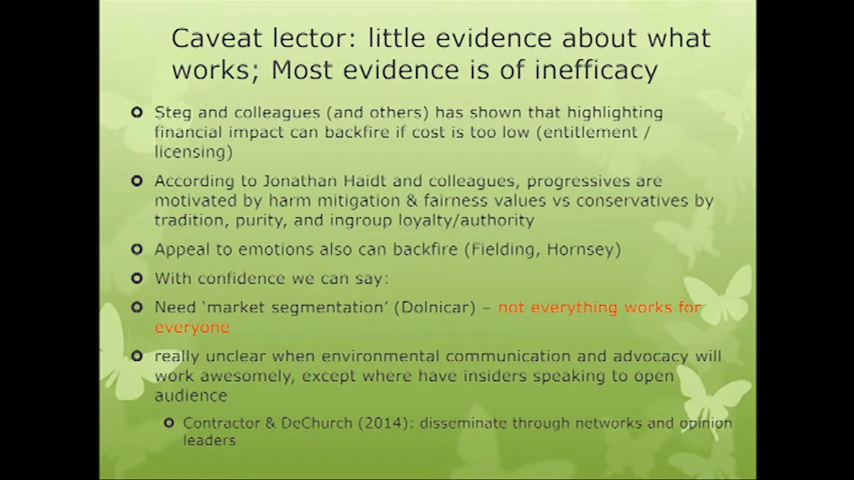 Caveat lector: little evidence about what
works; Most evidence is of inefficacy
Steg and colleagues (and others) has shown that highlighting
financial impact can backfire if cost is too low (entitlement /
licensing)
According to Jonathan Haidt and colleagues, progressives are
motivated by harm mitigation & fairness values vs conservatives by
tradition, purity, and ingroup loyalty/authority
Appeal to emotions also can backfire (Fielding, Hornsey)
With confidence we can say:
Need ‘market segmentation’ (Dolnicar) – not everything works for
everyone
really unclear when environmental communication and advocacy will
work awesomely, except where have insiders speaking to open
audience
Contractor & DeChurch (2014): disseminate through networks and opinion
leaders